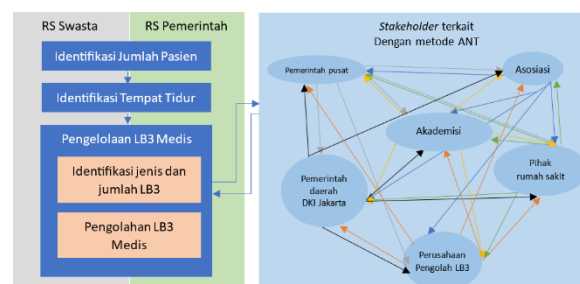 RS Swasta
RS Pemerintah
Identifikasi Jumlah Pasien
Identifikasi Tempat Tidur
Pengelolaan LB3 Medis
Identifikasi jenis dan
jumlah LB3
Pengolahan LB3
Medis
Stakeholder terkait
Dengan metode ANT
Pemerintah pusat
Asosiasi
Akademisi
Pihak
rumah sakit
Pemerintah
daerah
DKI Jakarta
Perusahaan
Pengolah LB3